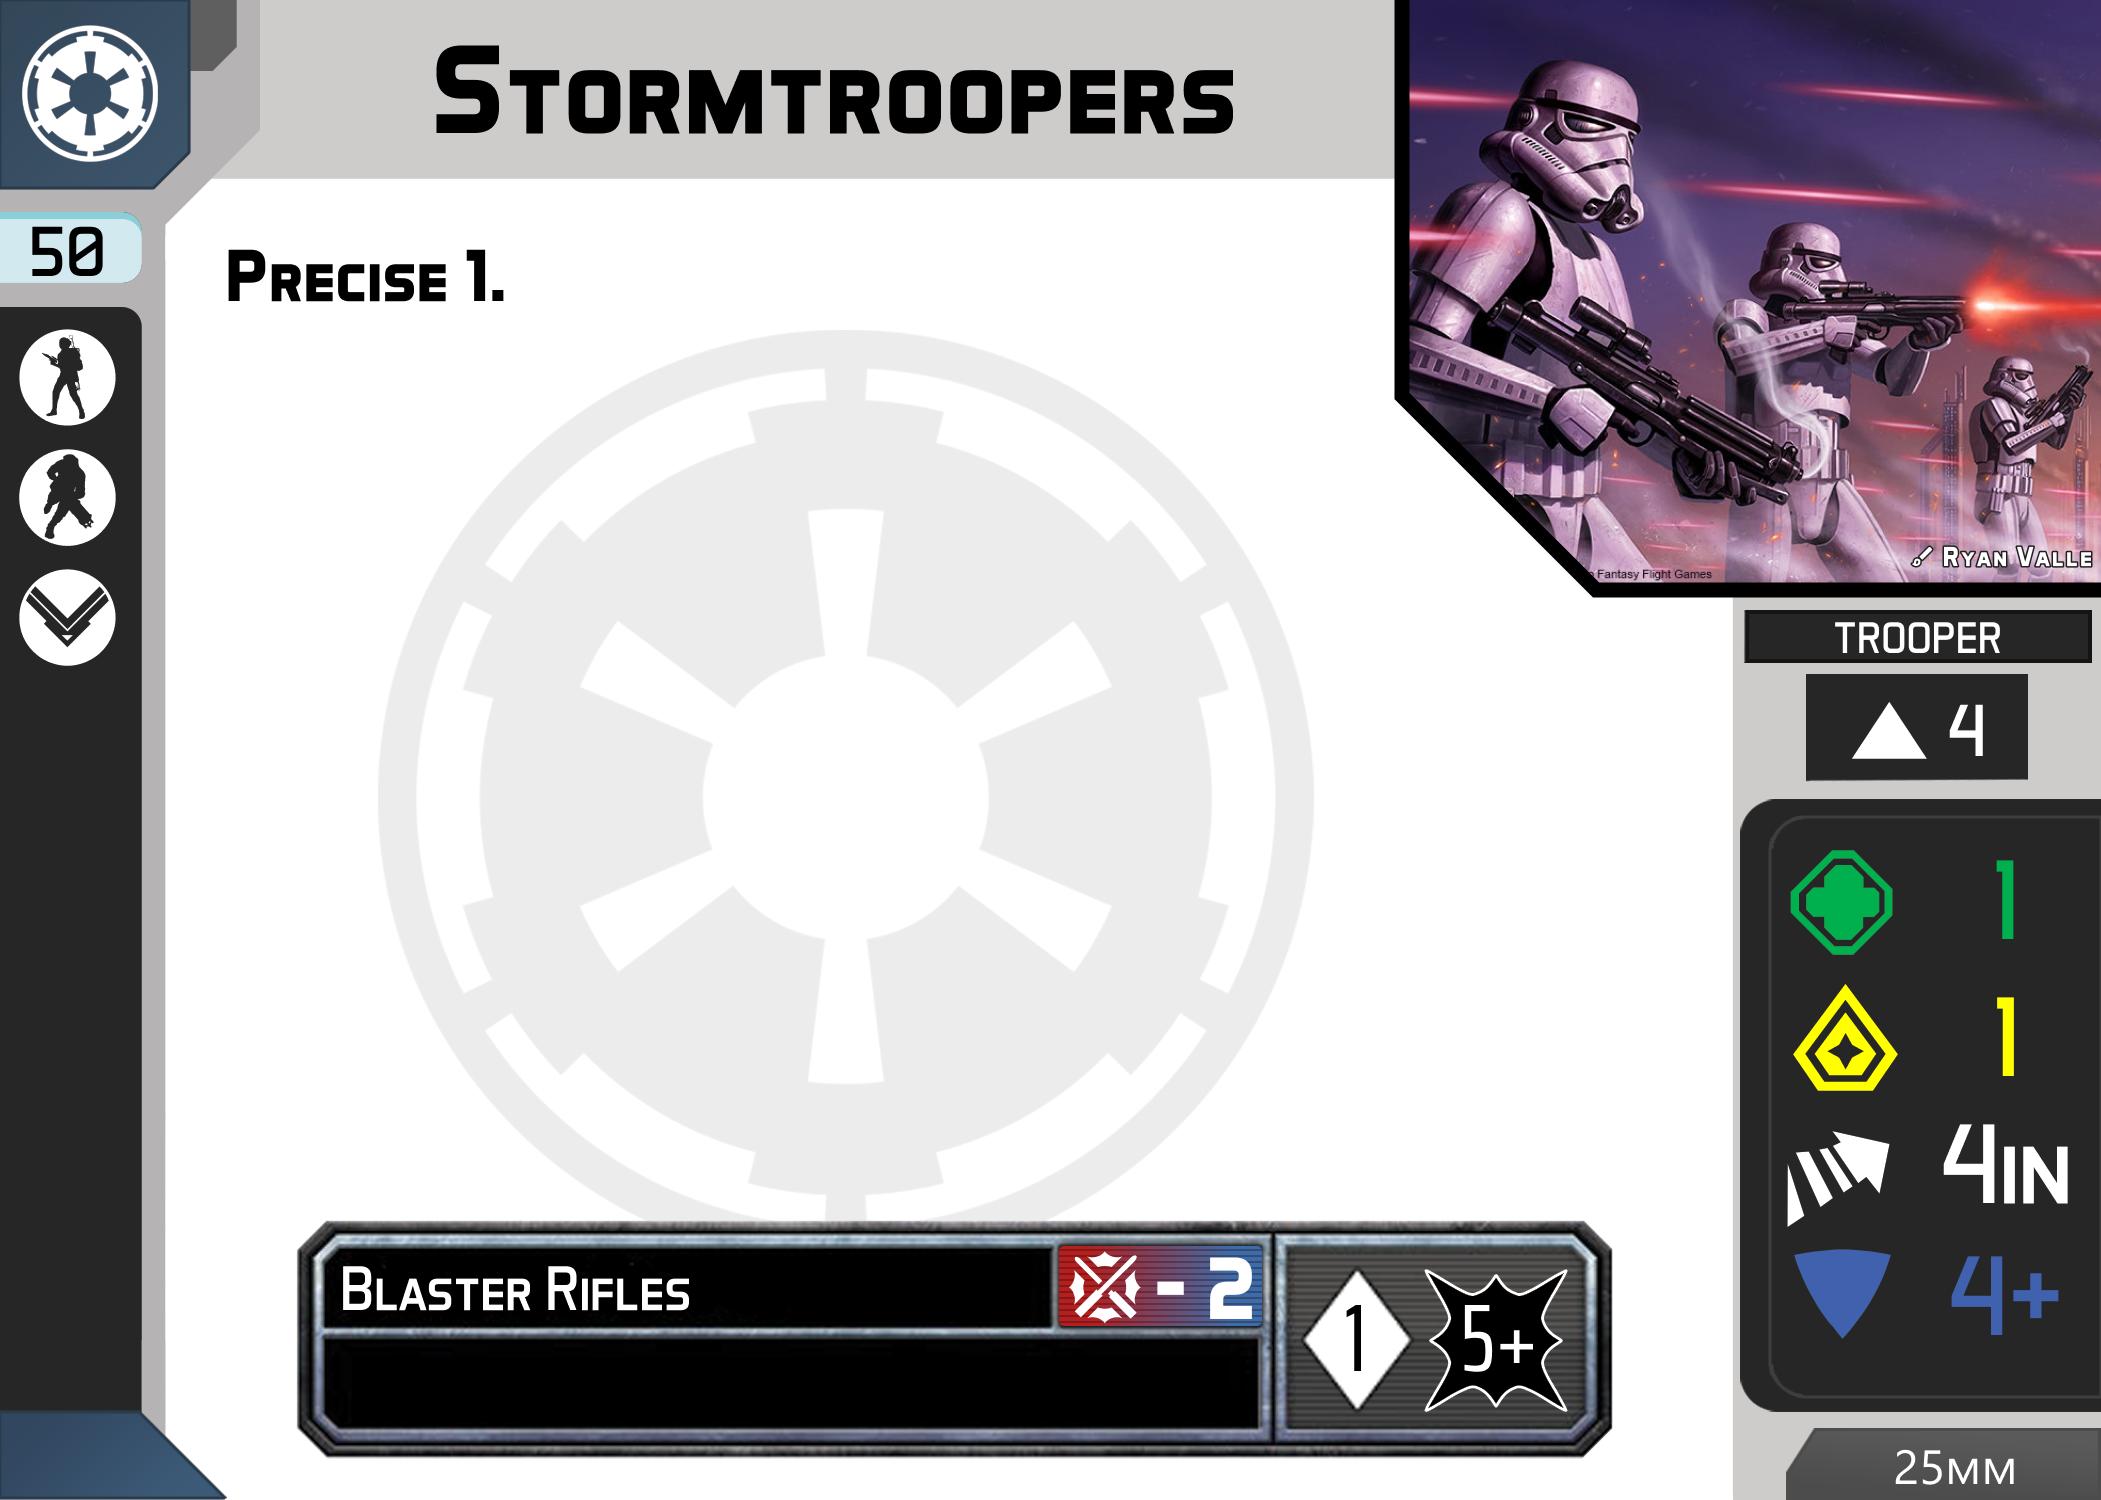 STORMTROOPERS
50
PRECISE 1.
RYAN VALLE
Fantasy Flight Games
TROOPER
4
1
1
4IN
4+
BLASTER RIFLES
- 2
1
5+
25MM